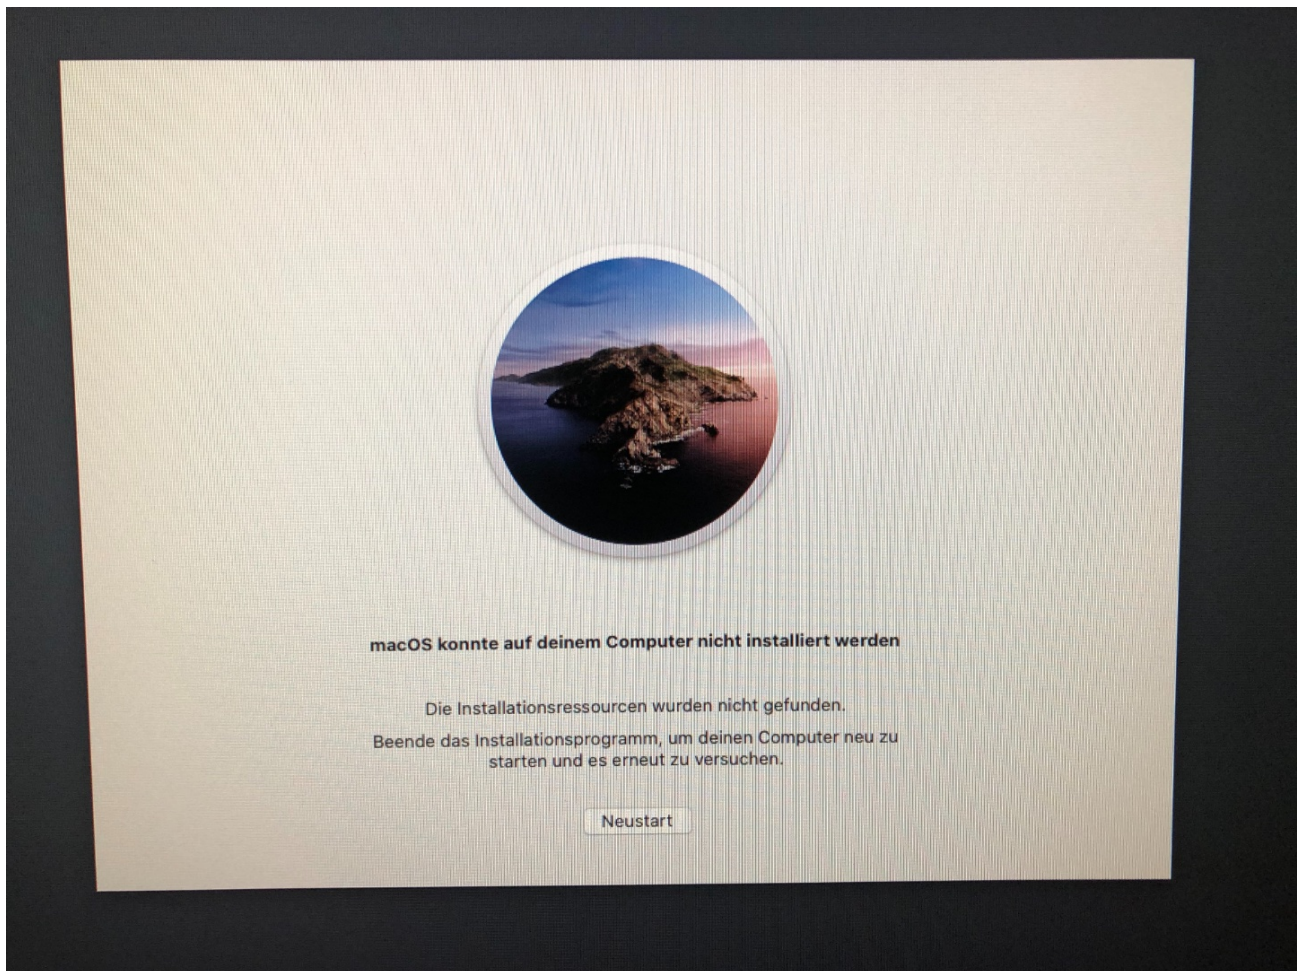 macOS konnte auf deinem Computer nicht installiert werden
Die Installationsressourcen wurden nicht gefunden.
Beende das Installationsprogramm, um deinen Computer neu zu
starten und es erneut zu versuchen.
Neustart